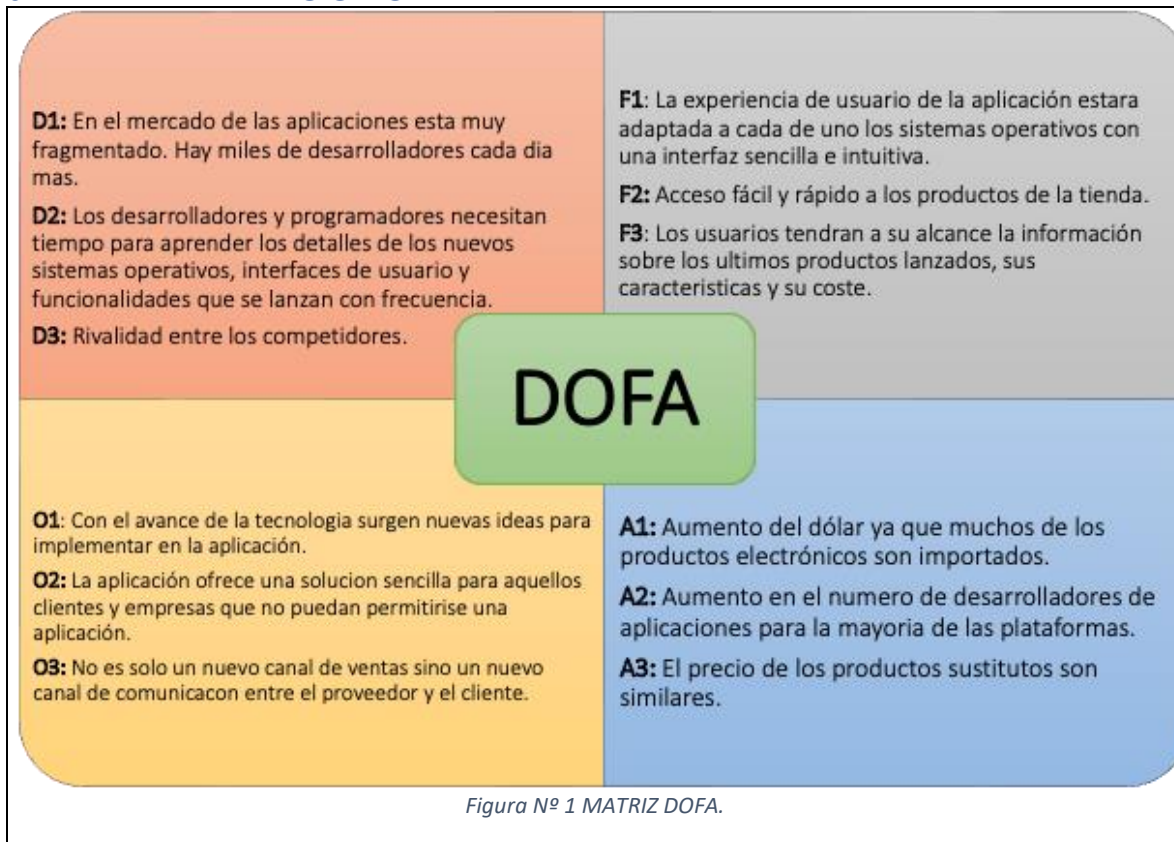 D1: En el mercado de las aplicaciones esta muy
fragmentado. Hay miles de desarrolladores cada dia
mas.
D2: Los desarrolladores y programadores necesitan
tiempo para aprender los detalles de los nuevos
sistemas operativos, interfaces de usuario y
funcionalidades que se lanzan con frecuencia.
D3: Rivalidad entre los competidores.
F1: La experiencia de usuario de la aplicación estara
adaptada a cada de uno los sistemas operativos con
una interfaz sencilla e intuitiva.
F2: Acceso fácil y rápido a los productos de la tienda.
F3: Los usuarios tendran a su alcance la información
sobre los ultimos productos lanzados, sus
caracteristicas y su coste.
DOFA
O1: Con el avance de la tecnologia surgen nuevas ideas para
implementar en la aplicación.
O2: La aplicación ofrece una solucion sencilla para aquellos
clientes y empresas que no puedan permitirise una
aplicación.
O3: No es solo un nuevo canal de ventas sino un nuevo
canal de comunicacon entre el proveedor y el cliente.
A1: Aumento del dólar ya que muchos de los
productos electrónicos son importados.
A2: Aumento en el numero de desarrolladores de
aplicaciones para la mayoria de las plataformas.
A3: El precio de los productos sustitutos son
similares.
Figura Nº 1 MATRIZ DOFA.